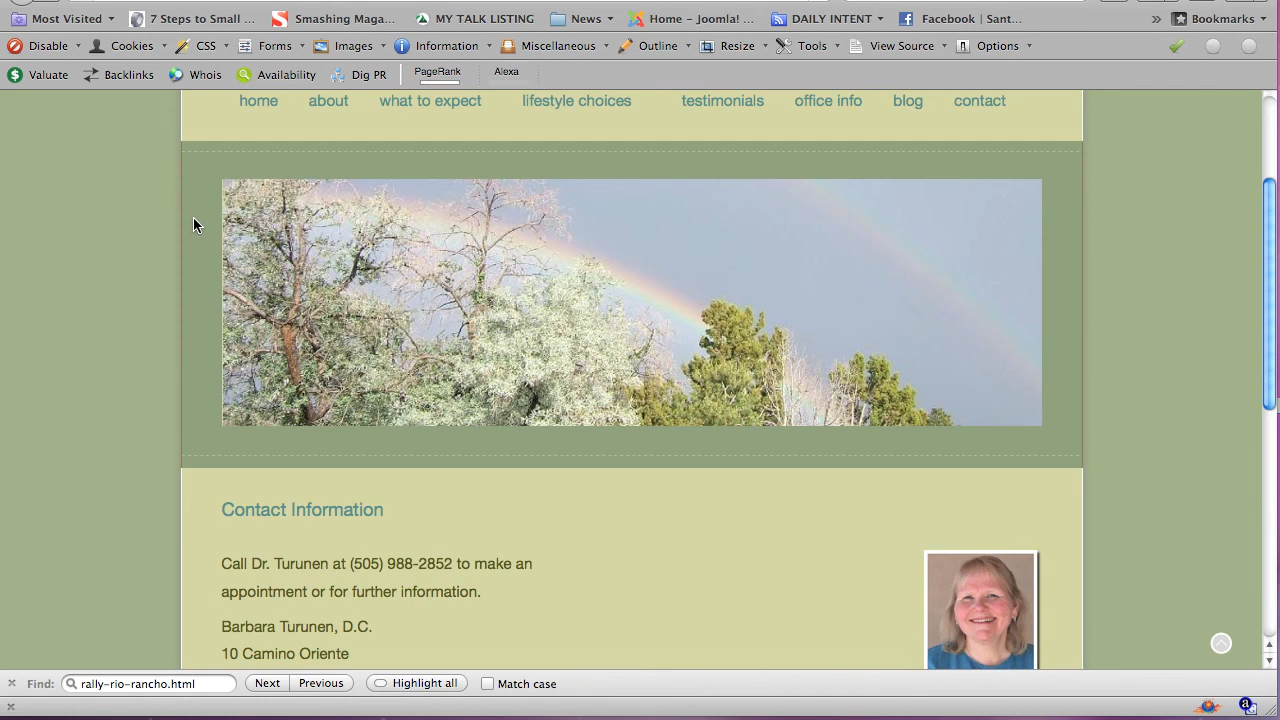 Most Visited 7 Steps to Small ... Smashing Maga... MY TALK LISTING News Home – Joomla! ... DAILY INTENT Facebook | Sant... » Bookmarks
Disable Cookies CSS Forms Images Information Miscellaneous Outline Resize Tools View Source Options
Valuate Backlinks Whois Availability Dig PR PageRank Alexa
home about what to expect lifestyle choices testimonials office info blog contact
Contact Information
Call Dr. Turunen at (505) 988-2852 to make an
appointment or for further information.
Barbara Turunen, D.C.
10 Camino Oriente
Find: rally-rio-rancho.html Next Previous Highlight all Match case